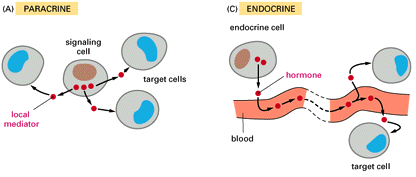 (A) PARACRINE
signaling
cell
target cells
local
mediator
(C) ENDOCRINE
endocrine cell
hormone
blood
target cell